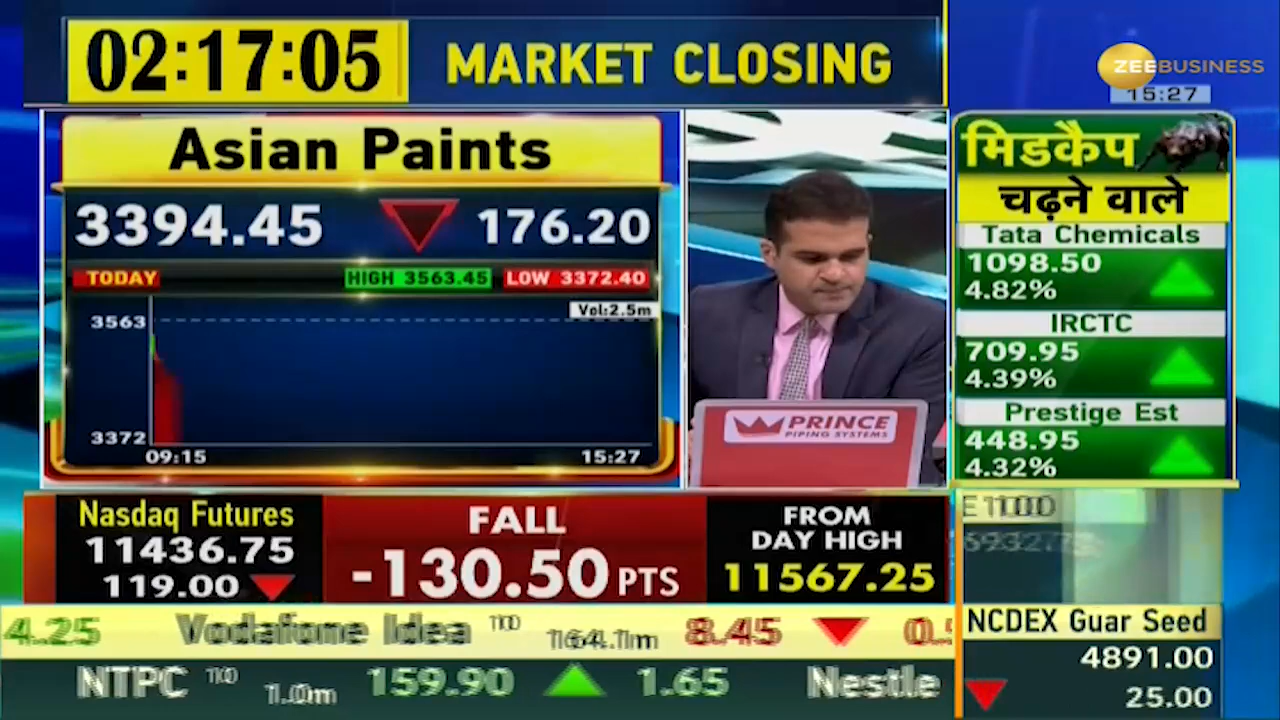 02:17:05 MARKET CLOSING
ZEEBUSINESS
15:27
Asian Paints
3394.45 176.20
TODAY HIGH 3563.45 LOW 3372.40
Vol:2.5m
3563
3372
09:15 15:27
PRINCE
PIPING SYSTEMS
मिडकैप
चढ़ने वाले
Tata Chemicals
1098.50
4.82%
IRCTC
709.95
4.39%
Prestige Est
448.95
4.32%
Nasdaq Futures
11436.75
119.00
FALL
-130.50 PTS
FROM
DAY HIGH
11567.25
4.25 Vodafone Idea 8.45
NTPC 159.90 1.65 Nestle
NCDEX Guar Seed
4891.00
25.00